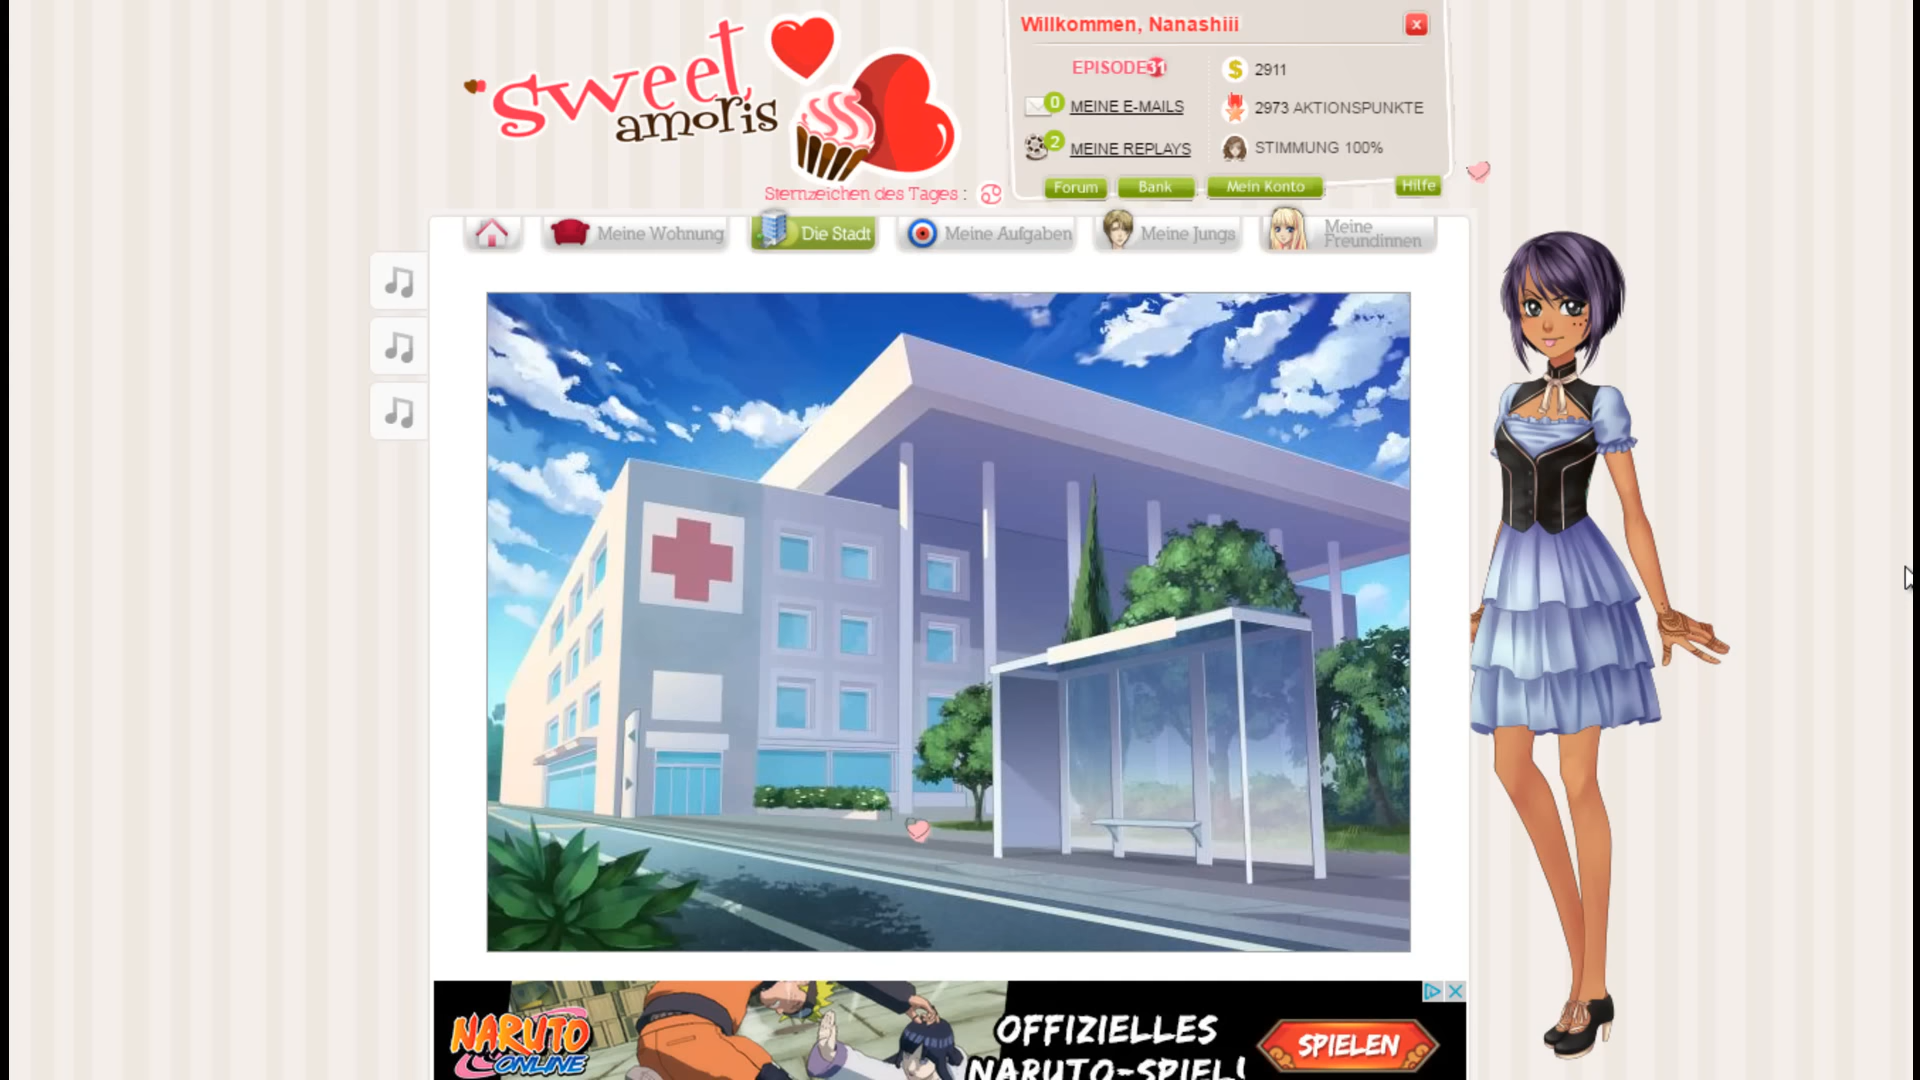 sweet
amoris
Willkommen, Nanashiii
x
EPISODE 31
2911
0
MEINE E-MAILS
2973 AKTIONSPUNKTE
2
MEINE REPLAYS
STIMMUNG 100%
Sternzeichen des Tages :
Forum
Bank
Mein Konto
Hilfe
Meine Wohnung
Die Stadt
Meine Aufgaben
Meine Jungs
Meine
Freundinnen
NARUTO
ONLINE
OFFIZIELLES
NARUTO-SPIEL!
SPIELEN